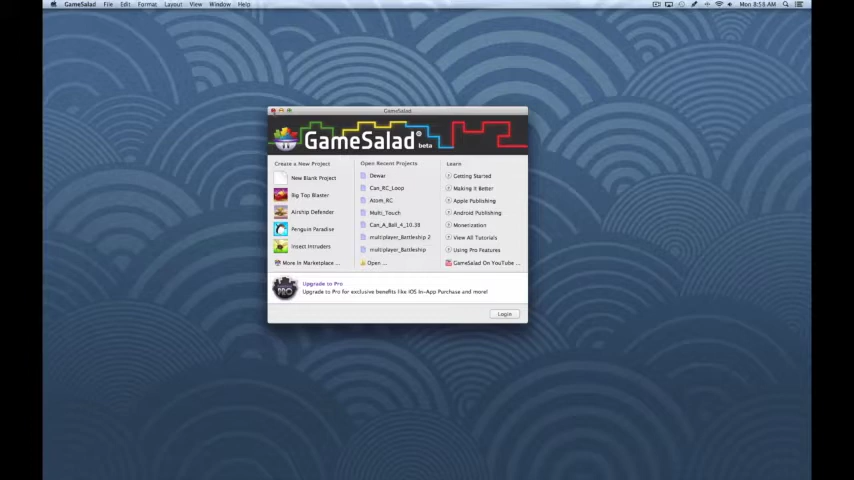 GameSalad File Edit Format Layout View Window Help
Mon 8:53 AM
GameSalad
GameSalad® beta
Create a New Project
New Blank Project
Big Top Blaster
Airship Defender
Penguin Paradise
Insect Intruders
More in Marketplace ...
Open Recent Projects
Dewar
Can_RC_Loop
Atom_RC
Multi_Touch
Can_A_Ball_4_10.38
multiplayer_Battleship 2
multiplayer_Battleship
Open ...
Learn
Getting Started
Making It Better
Apple Publishing
Android Publishing
Monetization
View All Tutorials
Using Pro Features
GameSalad On YouTube ...
PRO
Upgrade to Pro
Upgrade to Pro for exclusive benefits like iOS In-App Purchase and more!
Login